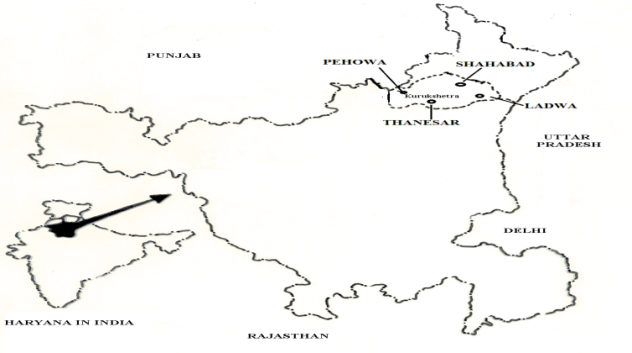 PUNJAB
PEHOWA
SHAHABAD
Kurukshetra
LADWA
THANESAR
UTTAR
PRADESH
DELHI
HARYANA IN INDIA
RAJASTHAN